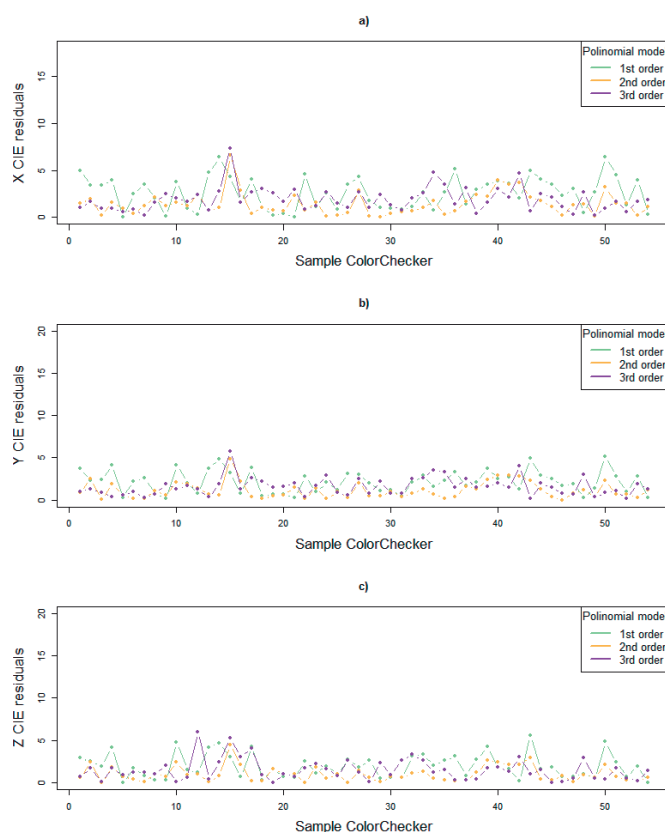 a)
Polinomial mode
1st order
2nd order
3rd order
15
10
5
0
X CIE residuals
0 10 20 30 40 50
Sample ColorChecker
b)
Polinomial mode
1st order
2nd order
3rd order
20
15
10
5
0
Y CIE residuals
0 10 20 30 40 50
Sample ColorChecker
c)
Polinomial mode
1st order
2nd order
3rd order
20
15
10
5
0
Z CIE residuals
0 10 20 30 40 50
Sample ColorChecker